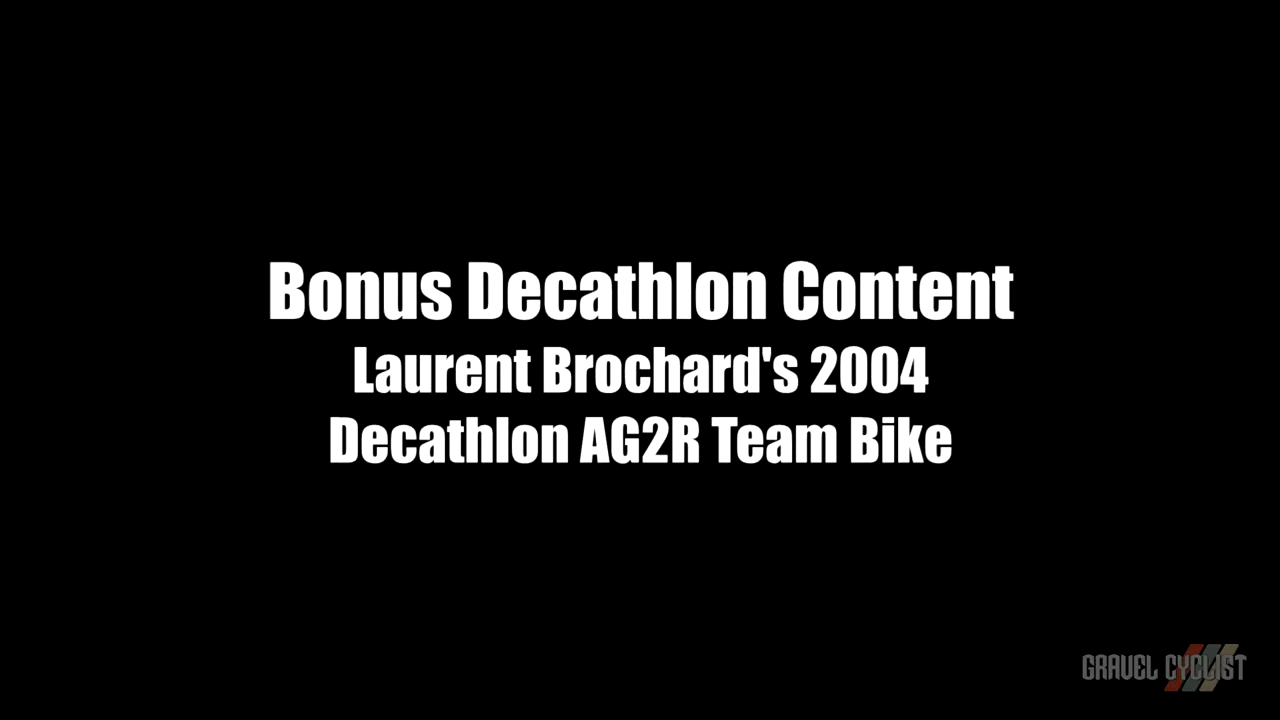 Bonus Decathlon Content
Laurent Brochard's 2004
Decathlon AG2R Team Bike
GRAVEL CYCLIST